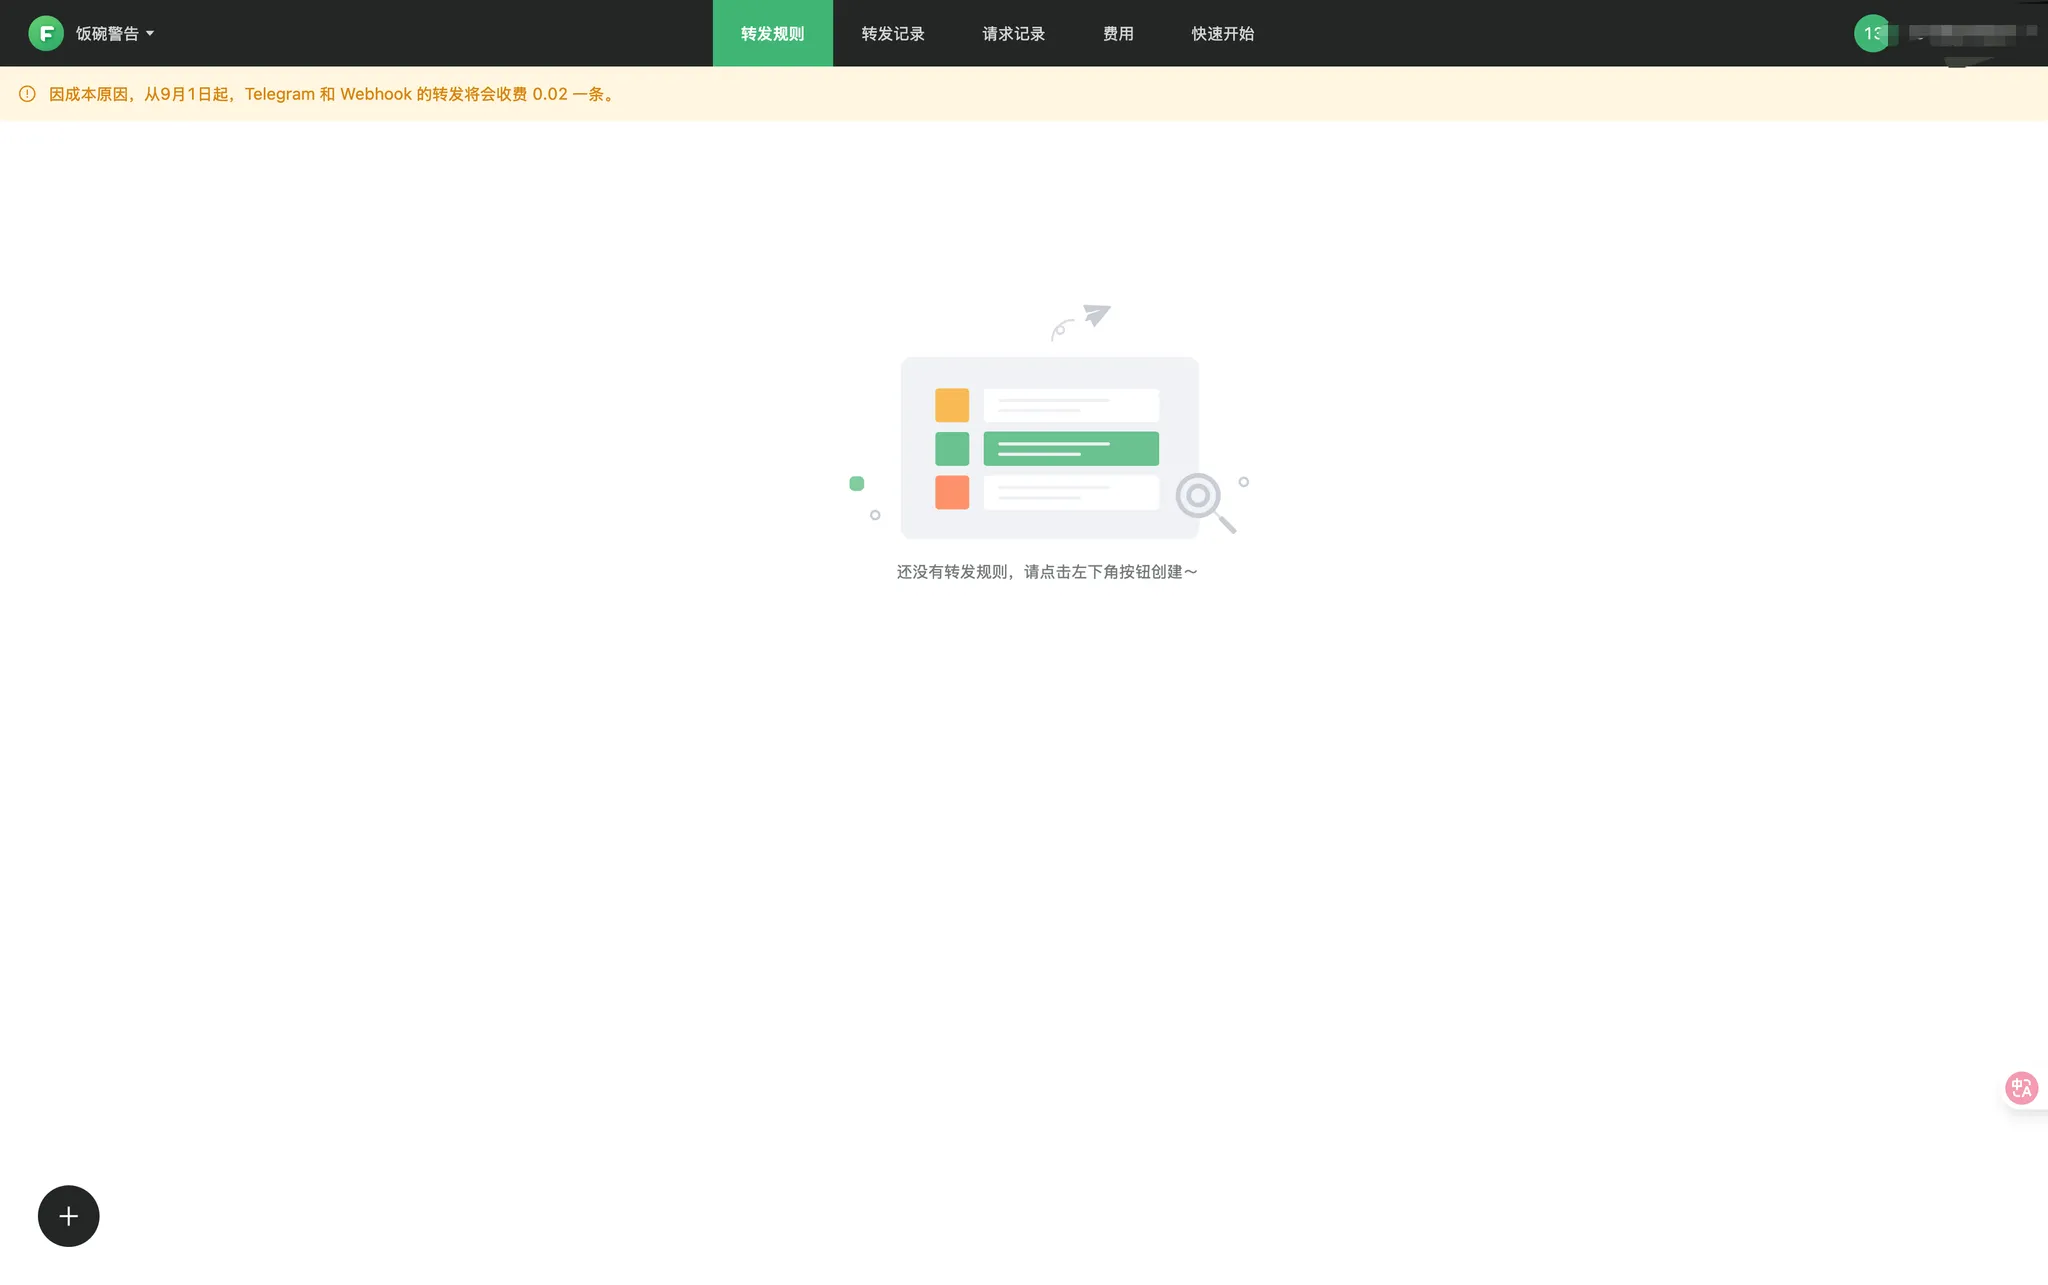 F 饭碗警告
转发规则 转发记录 请求记录 费用 快速开始
13
因成本原因，从9月1日起，Telegram 和 Webhook 的转发将会收费 0.02 一条。
还没有转发规则，请点击左下角按钮创建～
中A